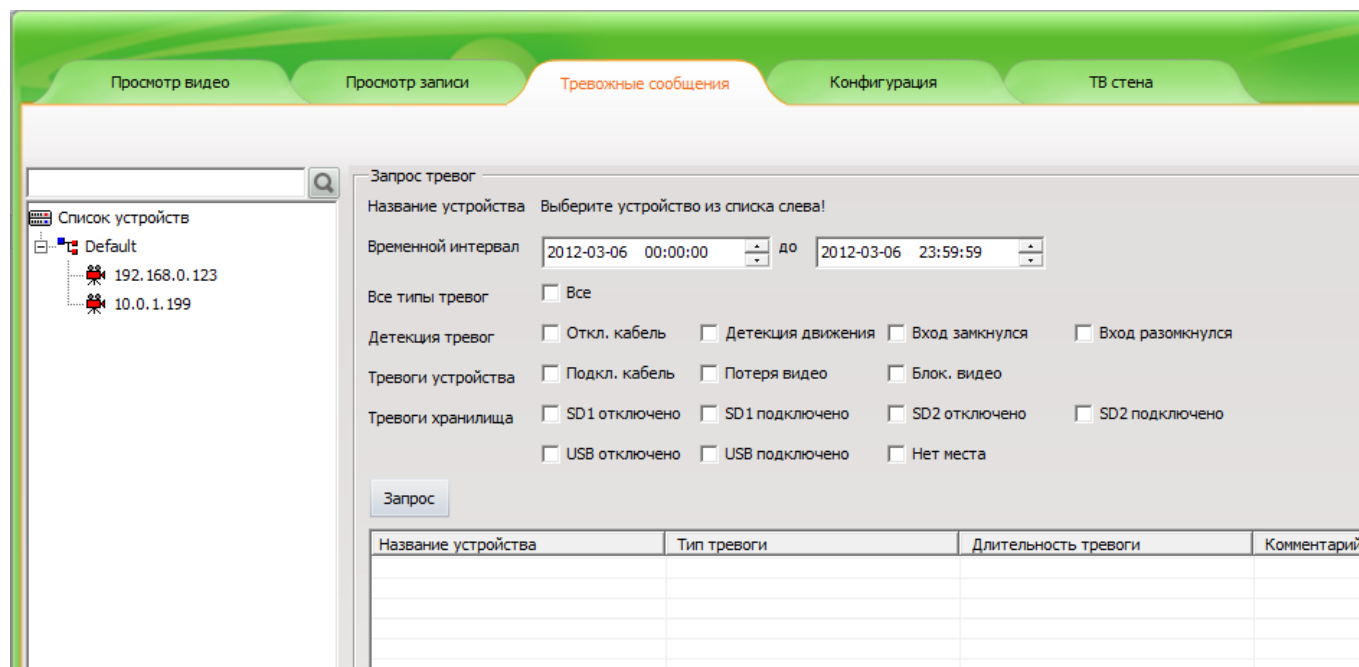 Просмотр видео Просмотр записи Тревожные сообщения Конфигурация ТВ стена
Список устройств
Default
192.168.0.123
10.0.1.199
Запрос тревог
Название устройства Выберите устройство из списка слева!
Временной интервал 2012-03-06 00:00:00 до 2012-03-06 23:59:59
Все типы тревог Все
Детекция тревог Откл. кабель Детекция движения Вход замкнулся Вход разомкнулся
Тревоги устройства Подкл. кабель Потеря видео Блок. видео
Тревоги хранилища SD1 отключено SD1 подключено SD2 отключено SD2 подключено
USB отключено USB подключено Нет места
Запрос
Название устройства Тип тревоги Длительность тревоги Комментарий